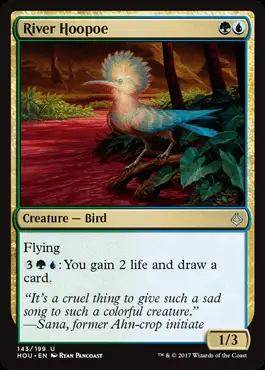 River Hoopoe
Creature — Bird
Flying
3: You gain 2 life and draw a
card.
“It’s a cruel thing to give such a sad
song to such a colorful creature.”
—Sana, former Ahn-crop initiate
1/3
143/199 U
HOU • EN Ryan Pancoast
™ & © 2017 Wizards of the Coast